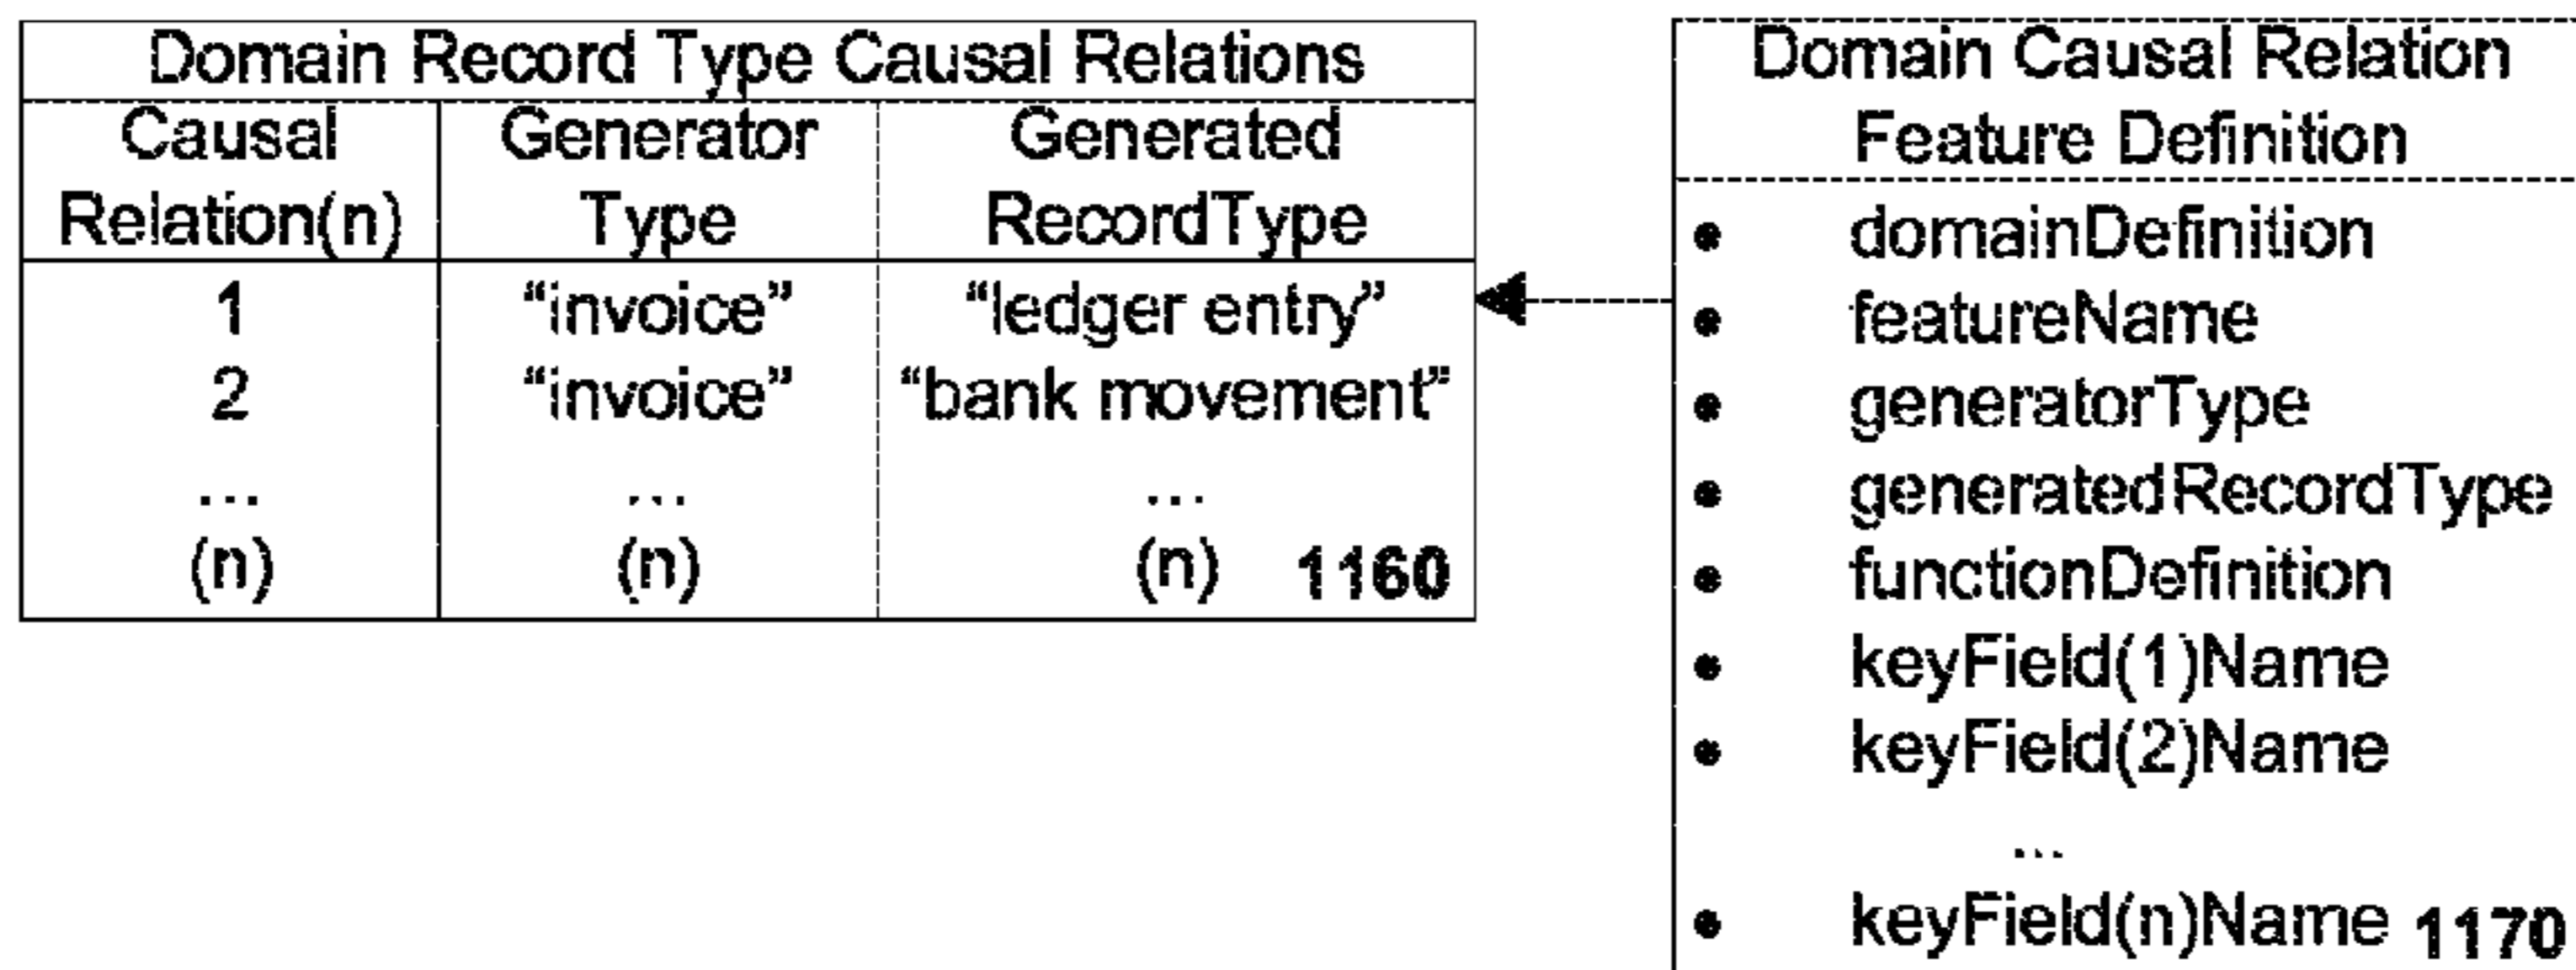 Domain Record Type Causal Relations
Causal Relation(n) Generator Type Generated RecordType
1 “invoice” “ledger entry”
2 “invoice” “bank movement”
... ... ...
(n) (n) (n) 1160
Domain Causal Relation
Feature Definition
• domainDefinition
• featureName
• generatorType
• generatedRecordType
• functionDefinition
• keyField(1)Name
• keyField(2)Name
...
• keyField(n)Name 1170